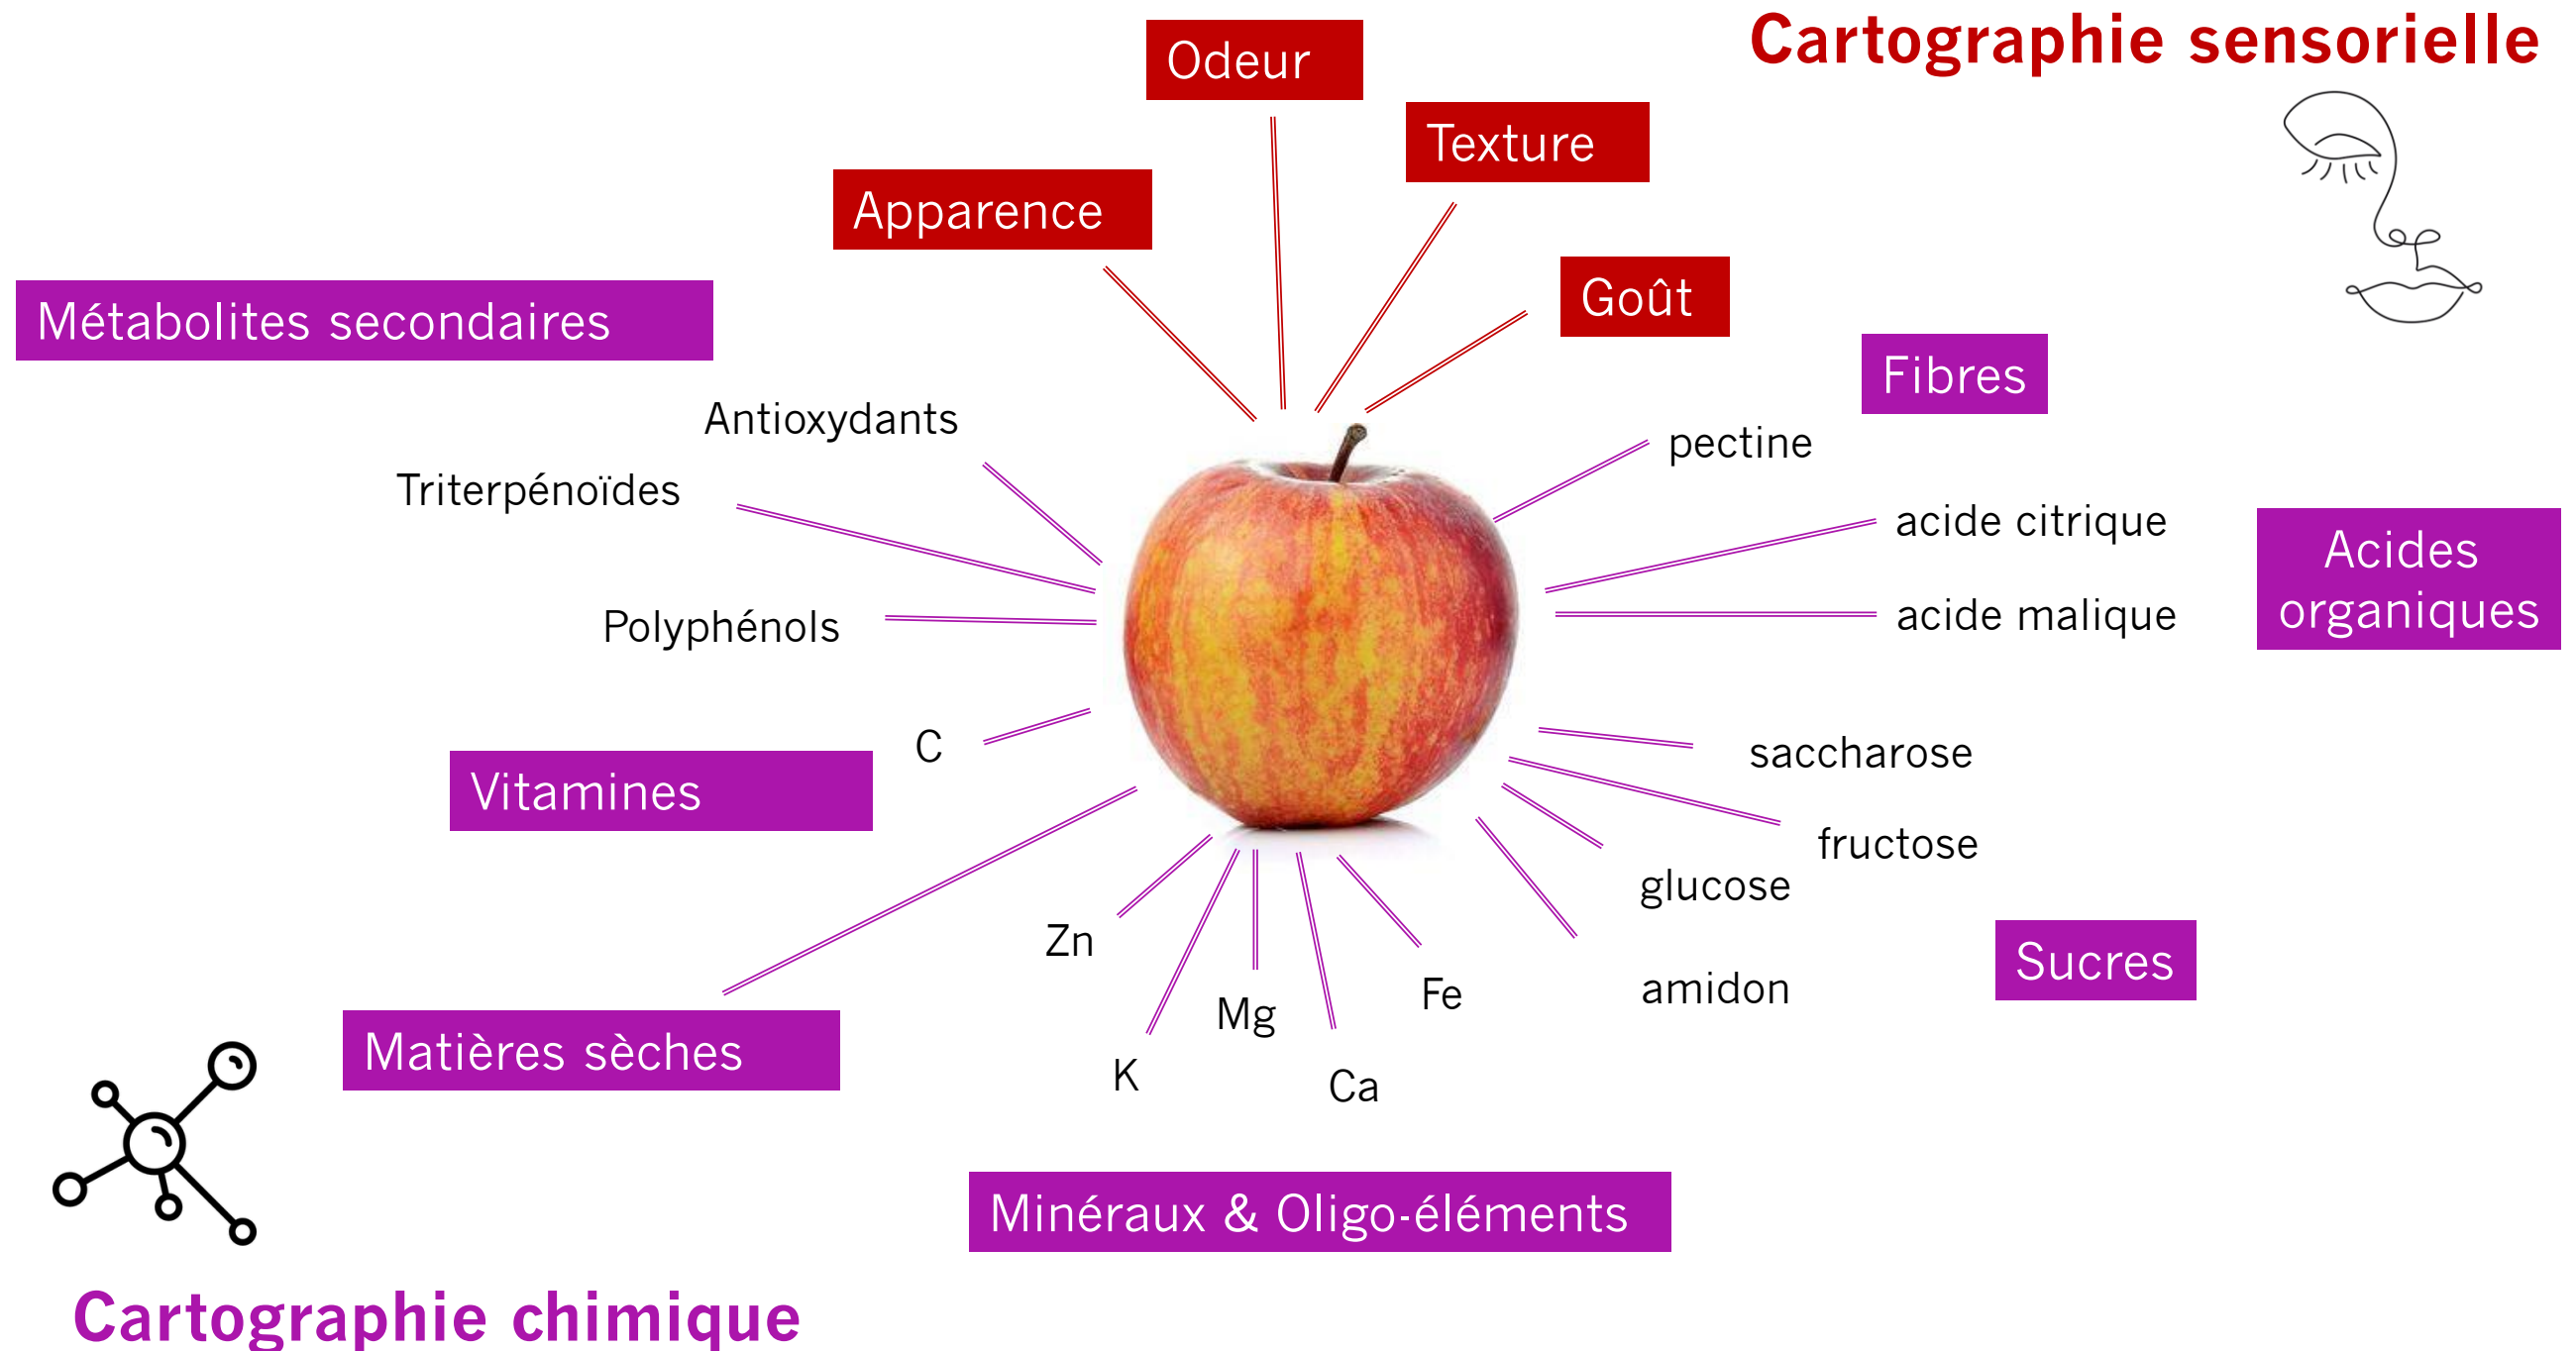 Cartographie sensorielle
Odeur
Texture
Apparence
Goût
Métabolites secondaires
Fibres
Antioxydants
pectine
Triterpénoïdes
acide citrique
Acides
organiques
Polyphénols
acide malique
C
saccharose
Vitamines
fructose
glucose
Zn
Sucres
Fe
amidon
Mg
Matières sèches
K
Ca
Minéraux & Oligo-éléments
Cartographie chimique